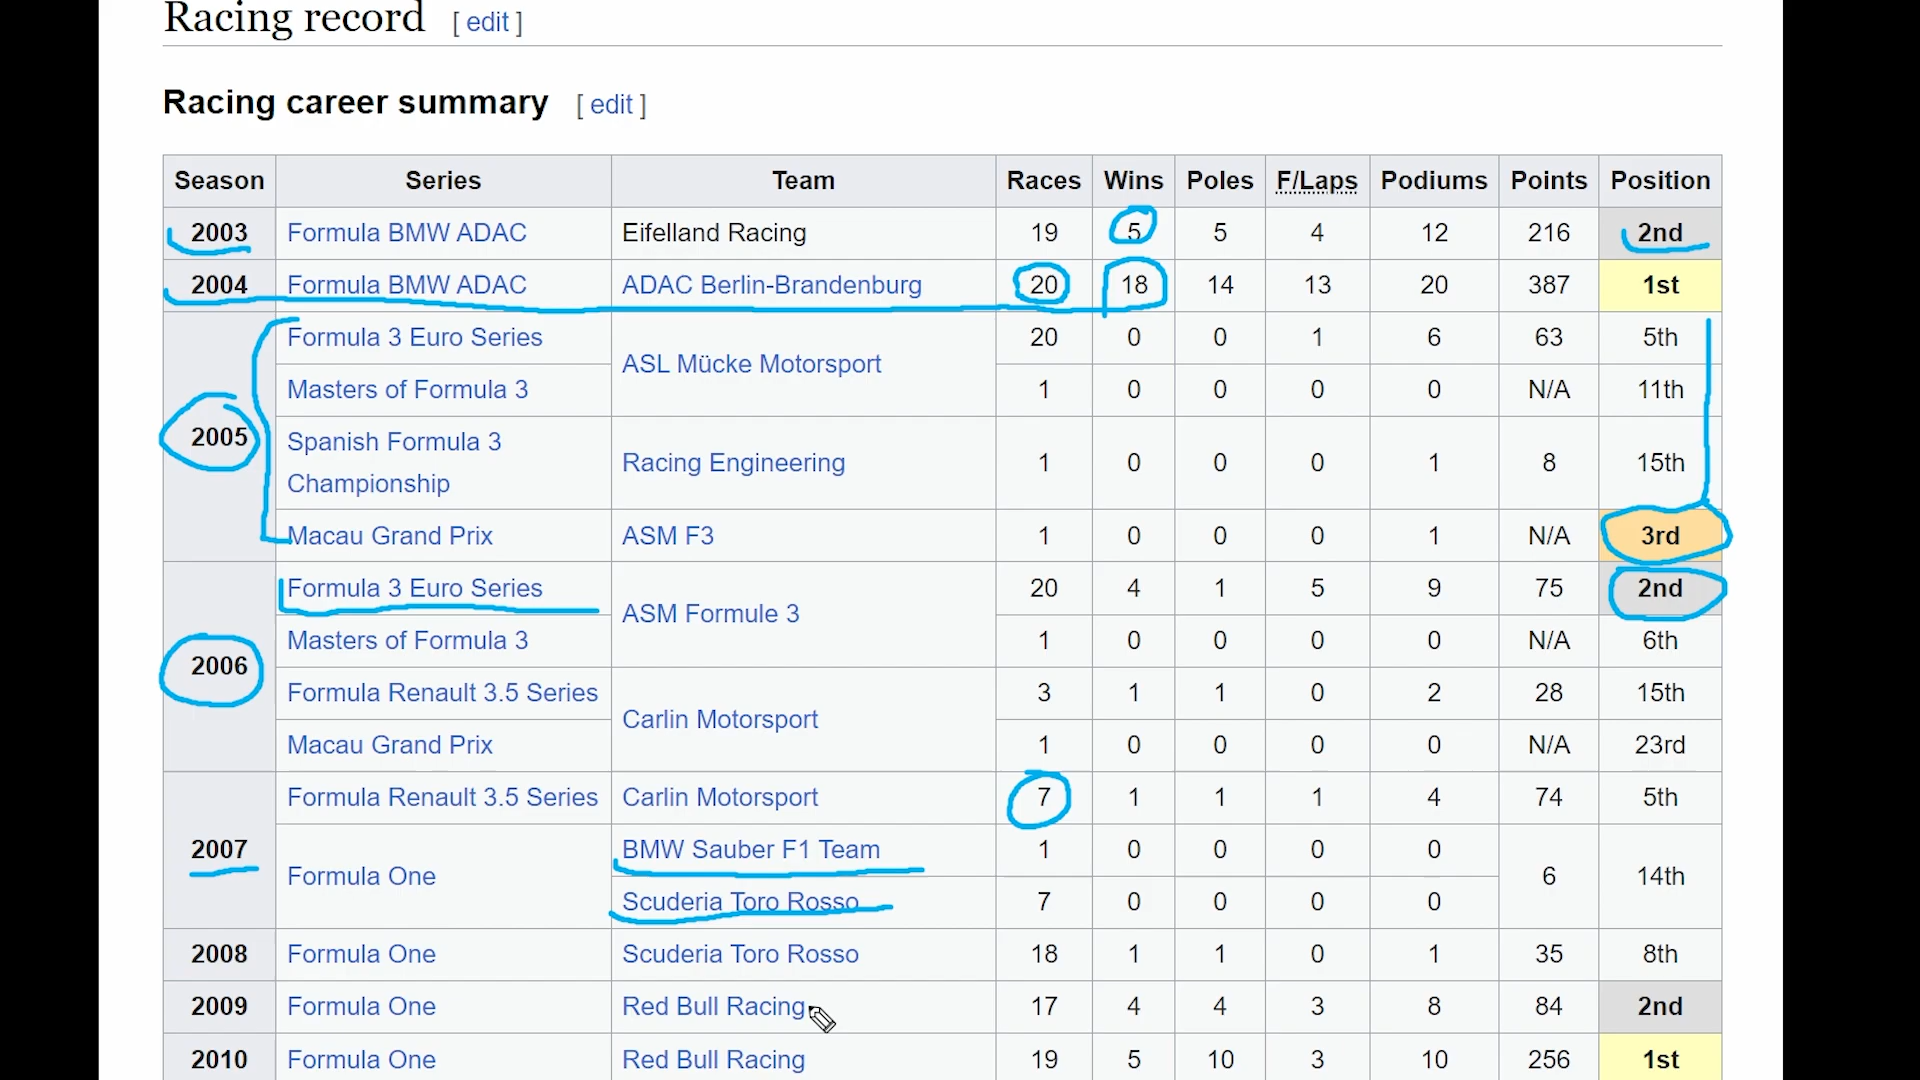 Racing record [ edit ]
Racing career summary [ edit ]
Season Series Team Races Wins Poles F/Laps Podiums Points Position
2003 Formula BMW ADAC Eifelland Racing 19 5 5 4 12 216 2nd
2004 Formula BMW ADAC ADAC Berlin-Brandenburg 20 18 14 13 20 387 1st
2005 Formula 3 Euro Series ASL Mücke Motorsport 20 0 0 1 6 63 5th
Masters of Formula 3 1 0 0 0 0 N/A 11th
Spanish Formula 3
Championship Racing Engineering 1 0 0 0 1 8 15th
Macau Grand Prix ASM F3 1 0 0 0 1 N/A 3rd
2006 Formula 3 Euro Series ASM Formule 3 20 4 1 5 9 75 2nd
Masters of Formula 3 1 0 0 0 0 N/A 6th
Formula Renault 3.5 Series Carlin Motorsport 3 1 1 0 2 28 15th
Macau Grand Prix 1 0 0 0 0 N/A 23rd
2007 Formula Renault 3.5 Series Carlin Motorsport 7 1 1 1 4 74 5th
Formula One BMW Sauber F1 Team 1 0 0 0 0 6 14th
Scuderia Toro Rosso 7 0 0 0 0
2008 Formula One Scuderia Toro Rosso 18 1 1 0 1 35 8th
2009 Formula One Red Bull Racing 17 4 4 3 8 84 2nd
2010 Formula One Red Bull Racing 19 5 10 3 10 256 1st